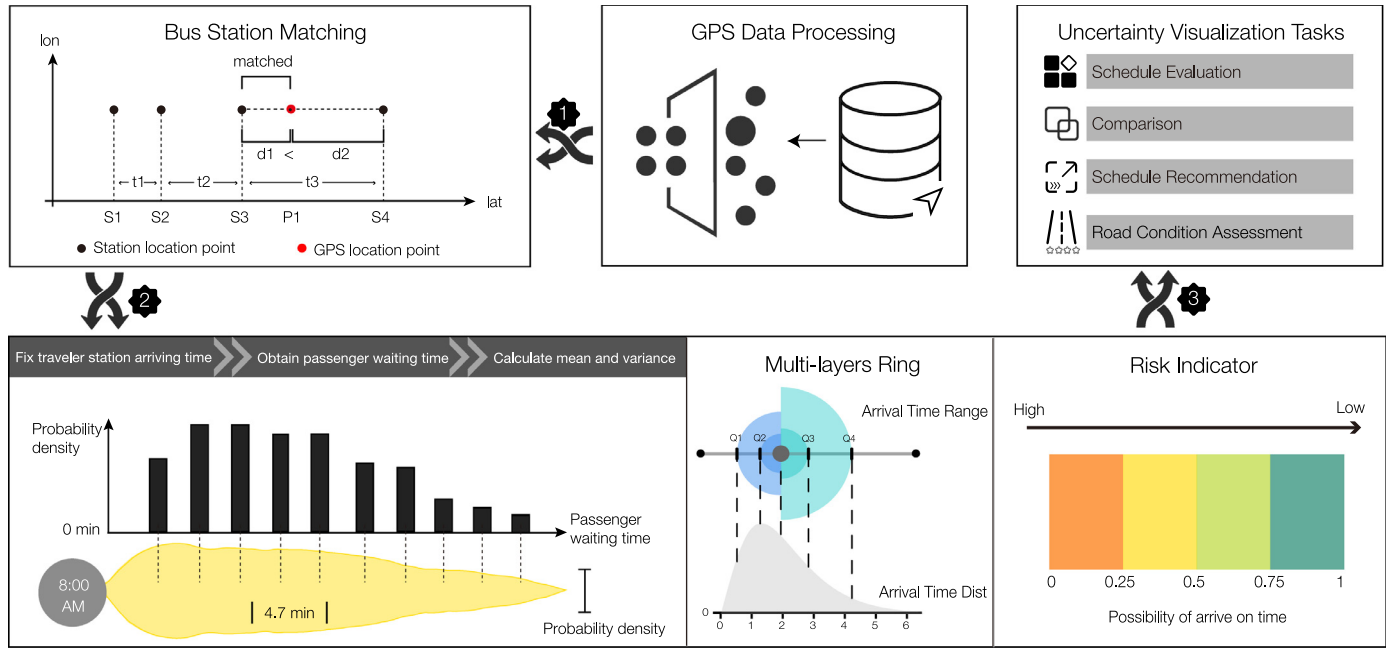 Bus Station Matching
lon
matched
d1
<
d2
t1
t2
t3
lat
S1
S2
S3
P1
S4
Station location point
GPS location point
1
GPS Data Processing
Uncertainty Visualization Tasks
Schedule Evaluation
Comparison
Schedule Recommendation
Road Condition Assessment
2
3
Fix traveler station arriving time
Obtain passenger waiting time
Calculate mean and variance
Probability
density
0 min
Passenger
waiting time
8:00
AM
4.7 min
Probability density
Multi-layers Ring
Arrival Time Range
Q1
Q2
Q3
Q4
Arrival Time Dist
0
0 1 2 3 4 5 6
Risk Indicator
High
Low
0 0.25 0.5 0.75 1
Possibility of arrive on time